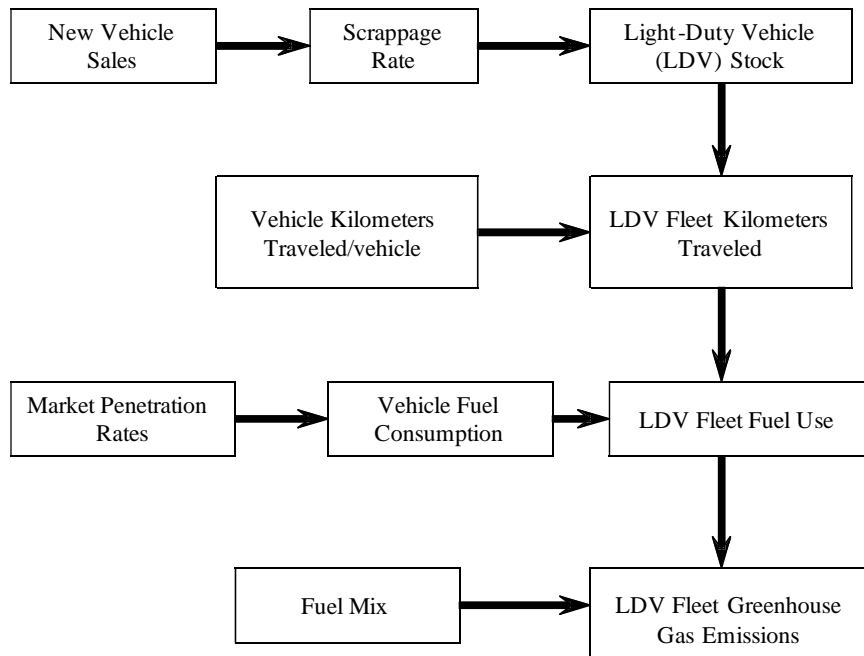 New Vehicle
Sales
Scrappage
Rate
Light-Duty Vehicle
(LDV) Stock
Vehicle Kilometers
Traveled/vehicle
LDV Fleet Kilometers
Traveled
Market Penetration
Rates
Vehicle Fuel
Consumption
LDV Fleet Fuel Use
Fuel Mix
LDV Fleet Greenhouse
Gas Emissions